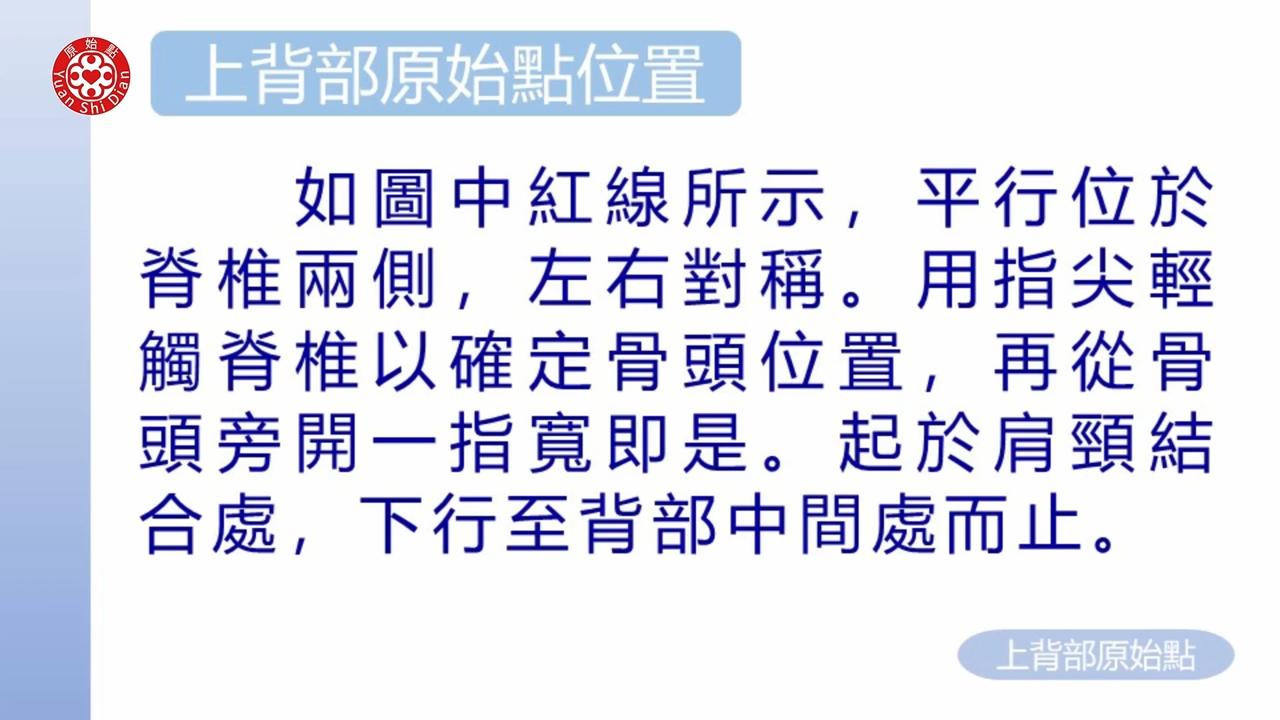 原始點
Yuan Shi Dian
上背部原始點位置
如圖中紅線所示，平行位於
脊椎兩側，左右對稱。用指尖輕
觸脊椎以確定骨頭位置，再從骨
頭旁開一指寬即是。起於肩頸結
合處，下行至背部中間處而止。
上背部原始點